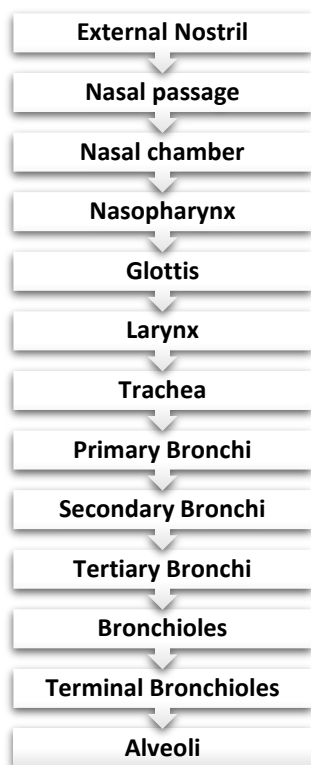 External Nostril
Nasal passage
Nasal chamber
Nasopharynx
Glottis
Larynx
Trachea
Primary Bronchi
Secondary Bronchi
Tertiary Bronchi
Bronchioles
Terminal Bronchioles
Alveoli